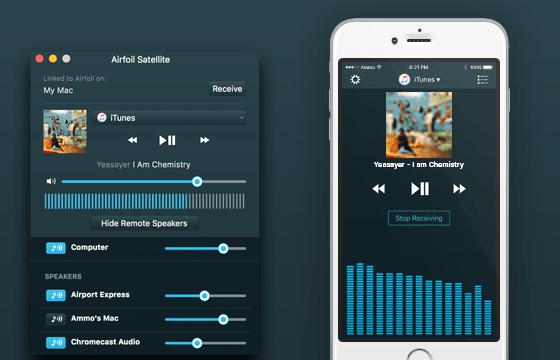 Airfoil Satellite
Linked to Airfoil on:
My Mac
Receive
iTunes
Yeasayer I Am Chemistry
Hide Remote Speakers
Computer
SPEAKERS
Airport Express
Ammo's Mac
Chromecast Audio
Ammo 4:21 PM 100%
iTunes ▾
Yeasayer - I am Chemistry
Stop Receiving